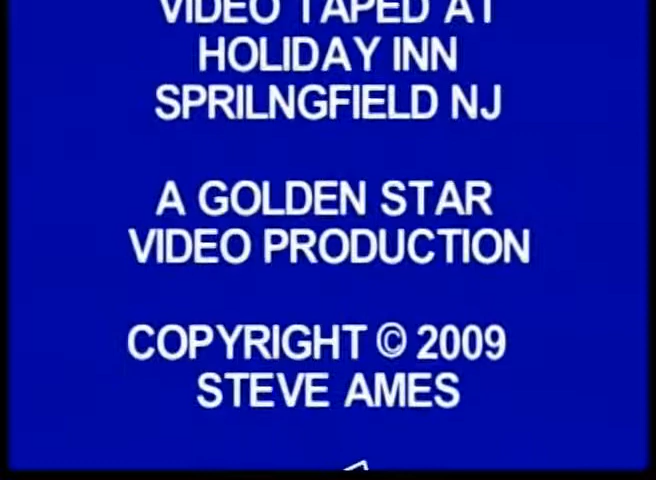 VIDEO TAPED AT
HOLIDAY INN
SPRILNGFIELD NJ
A GOLDEN STAR
VIDEO PRODUCTION
COPYRIGHT © 2009
STEVE AMES